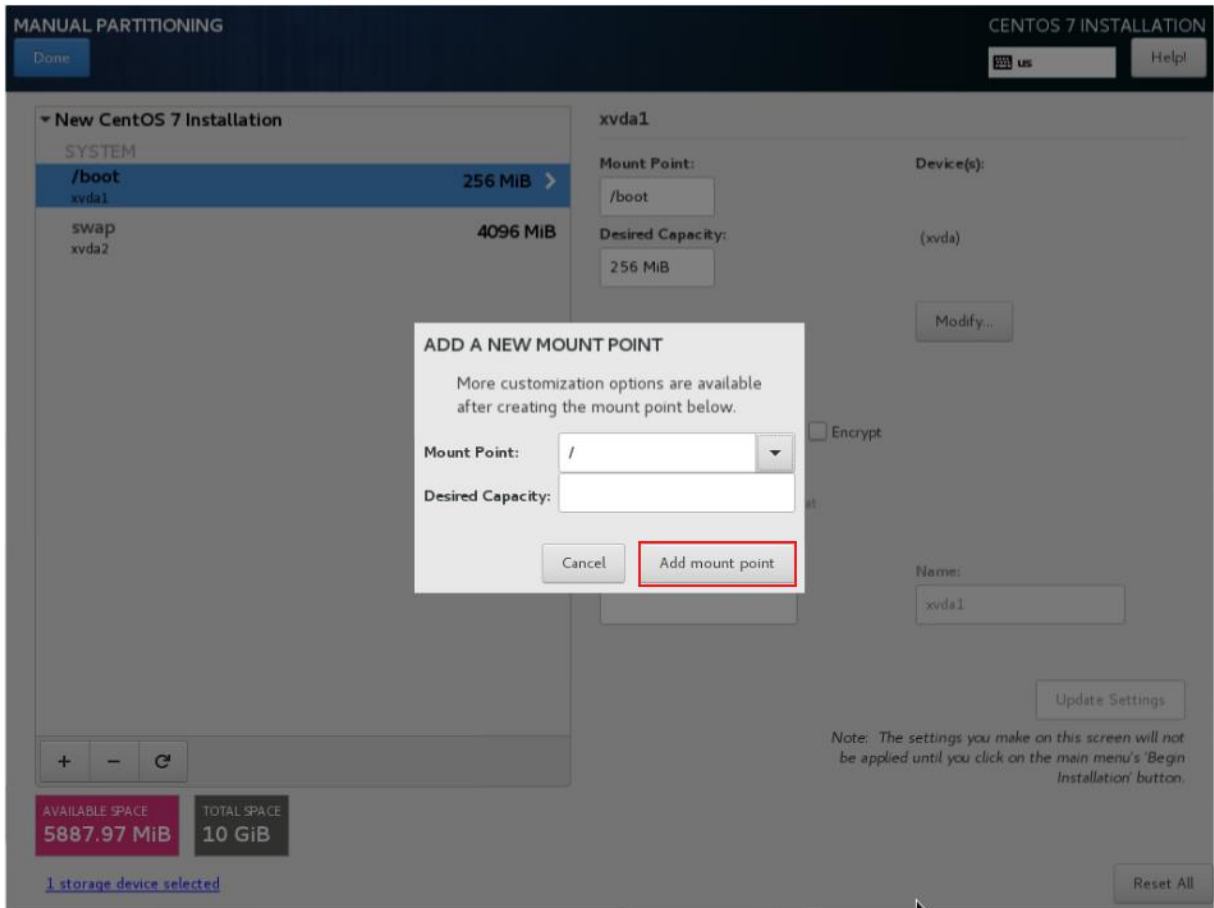 MANUAL PARTITIONING
CENTOS 7 INSTALLATION
Done
us
Help!
New CentOS 7 Installation
SYSTEM
/boot
256 MiB
xvda1
swap
4096 MiB
xvda2
xvda1
Mount Point:
Device(s):
/boot
Desired Capacity:
(xvda)
256 MiB
Modify...
ADD A NEW MOUNT POINT
More customization options are available
after creating the mount point below.
Mount Point:
/
Desired Capacity:
Cancel
Add mount point
Encrypt
Name:
xvda1
Update Settings
Note: The settings you make on this screen will not
be applied until you click on the main menu's 'Begin
Installation' button.
+ −
AVAILABLE SPACE
5887.97 MiB
TOTAL SPACE
10 GiB
1 storage device selected
Reset All